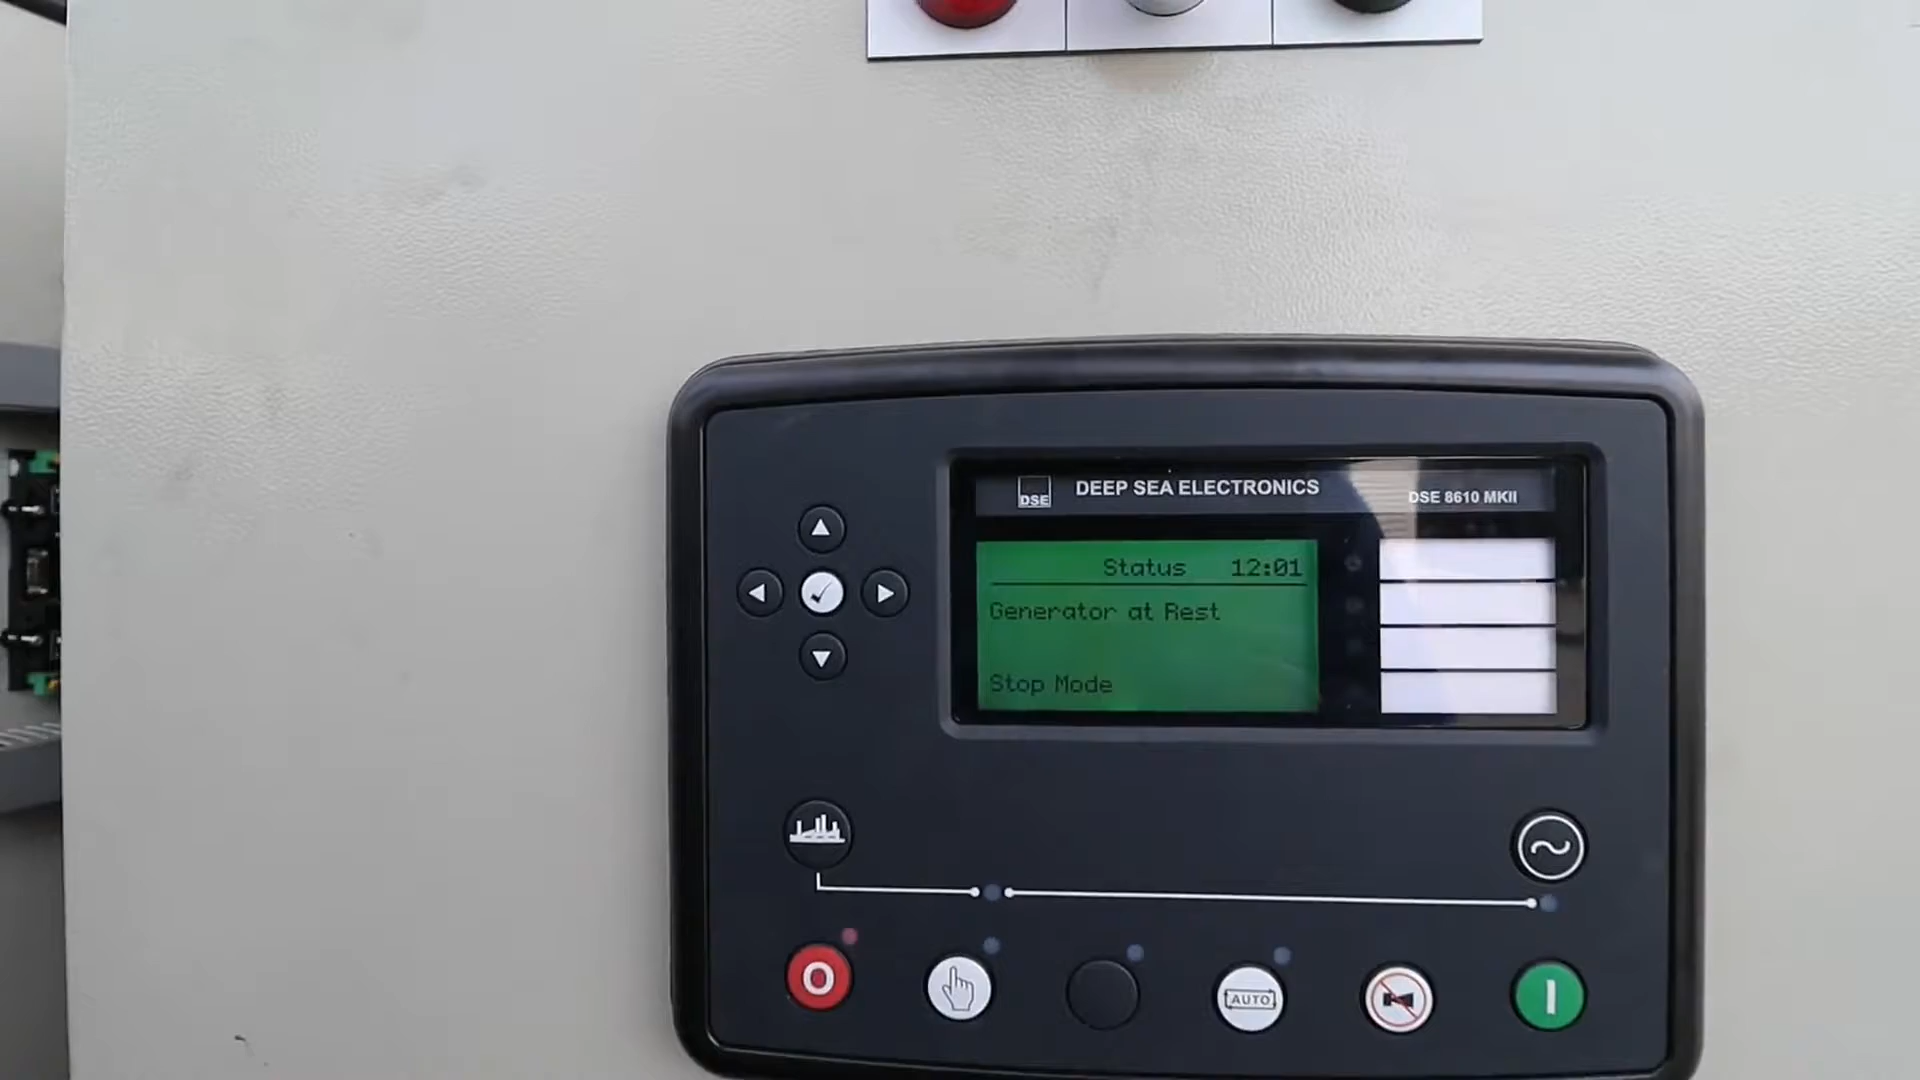 DSE
DEEP SEA ELECTRONICS
DSE 8610 MKII
Status 12:01
Generator at Rest
Stop Mode
AUTO